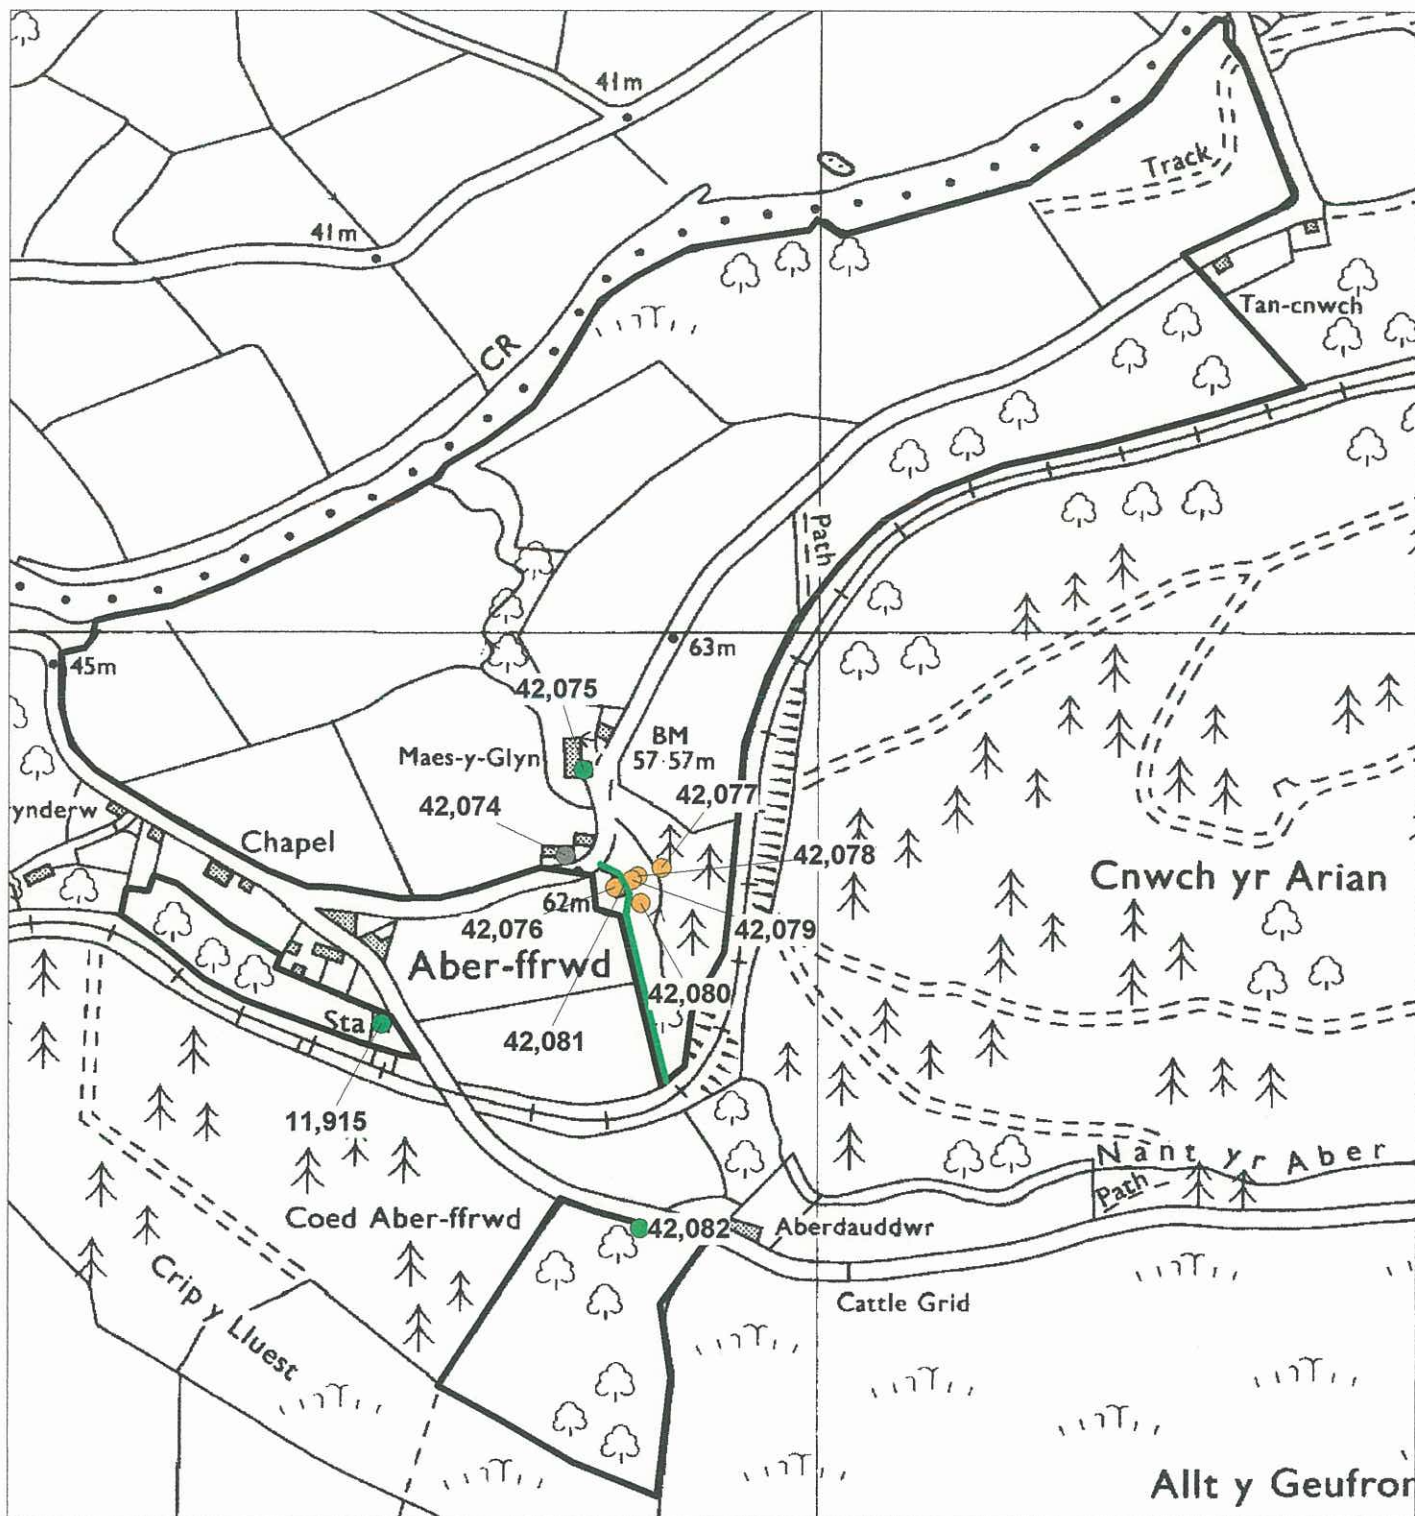 41m
Track
41m
Tan-cnwch
CR
Path
63m
45m
42,075
BM
57·57m
Maes-y-Glyn
42,077
42,074
ynderw
Chapel
42,078
Cnwch yr Arian
62m
42,076
42,079
Aber-ffrwd
42,080
Sta
42,081
11,915
Nant yr Aber
Path
Coed Aber-ffrwd
42,082
Aberdauddwr
Crip y Lluest
Cattle Grid
Allt y Geufron